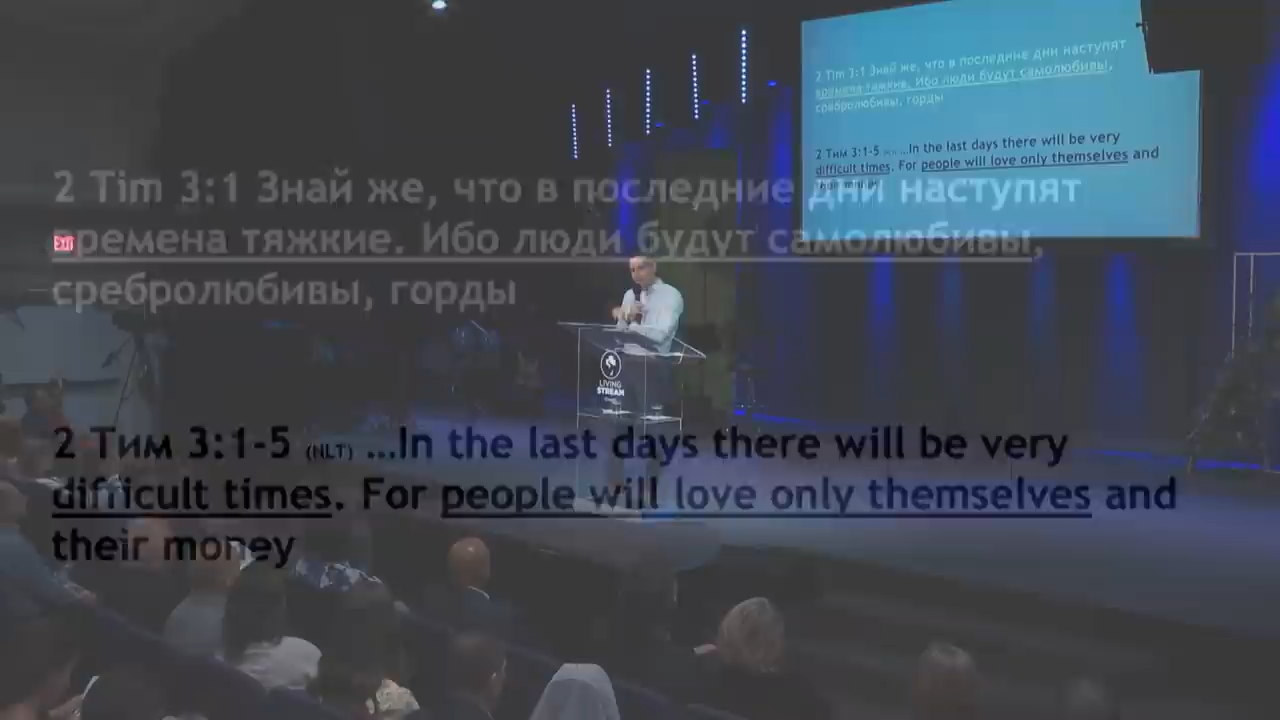 2 Tim 3:1 Знай же, что в последние дни наступят
времена тяжкие. Ибо люди будут самолюбивы,
сребролюбивы, горды
2 Тим 3:1-5 (NLT) ...In the last days there will be very
difficult times. For people will love only themselves and
their money
2 Tim 3:1 Знай же, что в последние дни наступят
времена тяжкие. Ибо люди будут самолюбивы,
сребролюбивы, горды
2 Тим 3:1-5 ...In the last days there will be very
difficult times. For people will love only themselves and
their money
EXIT
LIVING
STREAM